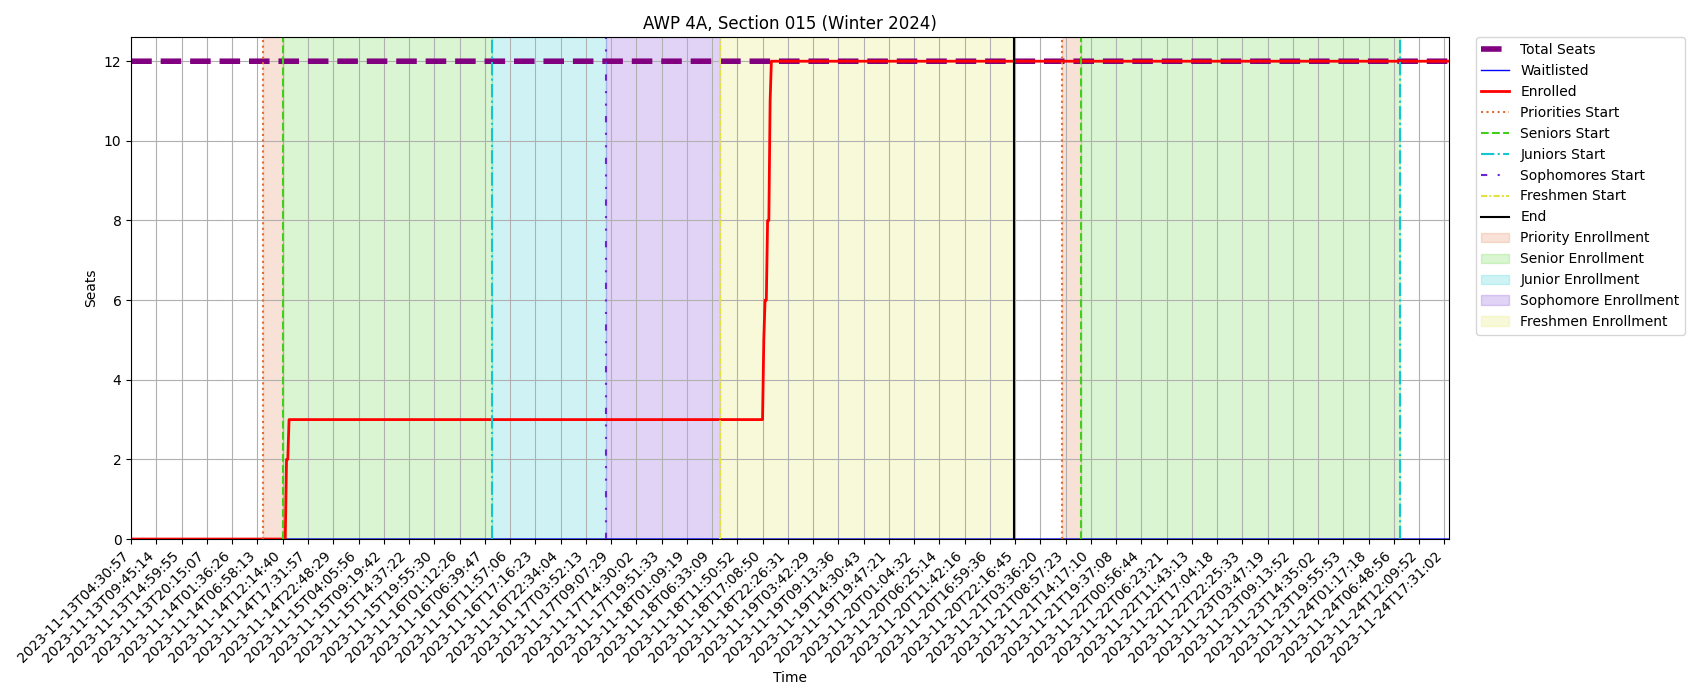 AWP 4A, Section 015 (Winter 2024)
Total Seats
Waitlisted
Enrolled
Priorities Start
Seniors Start
Juniors Start
Sophomores Start
Freshmen Start
End
Priority Enrollment
Senior Enrollment
Junior Enrollment
Sophomore Enrollment
Freshmen Enrollment
Seats
12
10
8
6
4
2
0
2023-11-13T04:30:57
2023-11-13T09:45:14
2023-11-13T14:59:55
2023-11-13T20:15:07
2023-11-14T01:36:26
2023-11-14T06:58:13
2023-11-14T12:14:40
2023-11-14T17:31:57
2023-11-14T22:48:29
2023-11-15T04:05:56
2023-11-15T09:19:42
2023-11-15T14:37:22
2023-11-15T19:55:30
2023-11-16T01:12:26
2023-11-16T06:39:47
2023-11-16T11:57:06
2023-11-16T17:16:23
2023-11-16T22:34:04
2023-11-17T03:52:13
2023-11-17T09:07:29
2023-11-17T14:30:02
2023-11-17T19:51:33
2023-11-18T01:09:19
2023-11-18T06:33:09
2023-11-18T11:50:52
2023-11-18T17:08:50
2023-11-18T22:26:31
2023-11-19T03:42:29
2023-11-19T09:13:36
2023-11-19T14:30:43
2023-11-19T19:47:21
2023-11-20T01:04:32
2023-11-20T06:25:14
2023-11-20T11:42:16
2023-11-20T16:59:36
2023-11-20T22:16:45
2023-11-21T03:36:20
2023-11-21T08:57:23
2023-11-21T14:17:10
2023-11-21T19:37:08
2023-11-22T00:56:44
2023-11-22T06:23:21
2023-11-22T11:43:13
2023-11-22T17:04:18
2023-11-22T22:25:33
2023-11-23T03:47:19
2023-11-23T09:13:52
2023-11-23T14:35:02
2023-11-23T19:55:53
2023-11-24T01:17:18
2023-11-24T06:48:56
2023-11-24T12:09:52
2023-11-24T17:31:02
Time